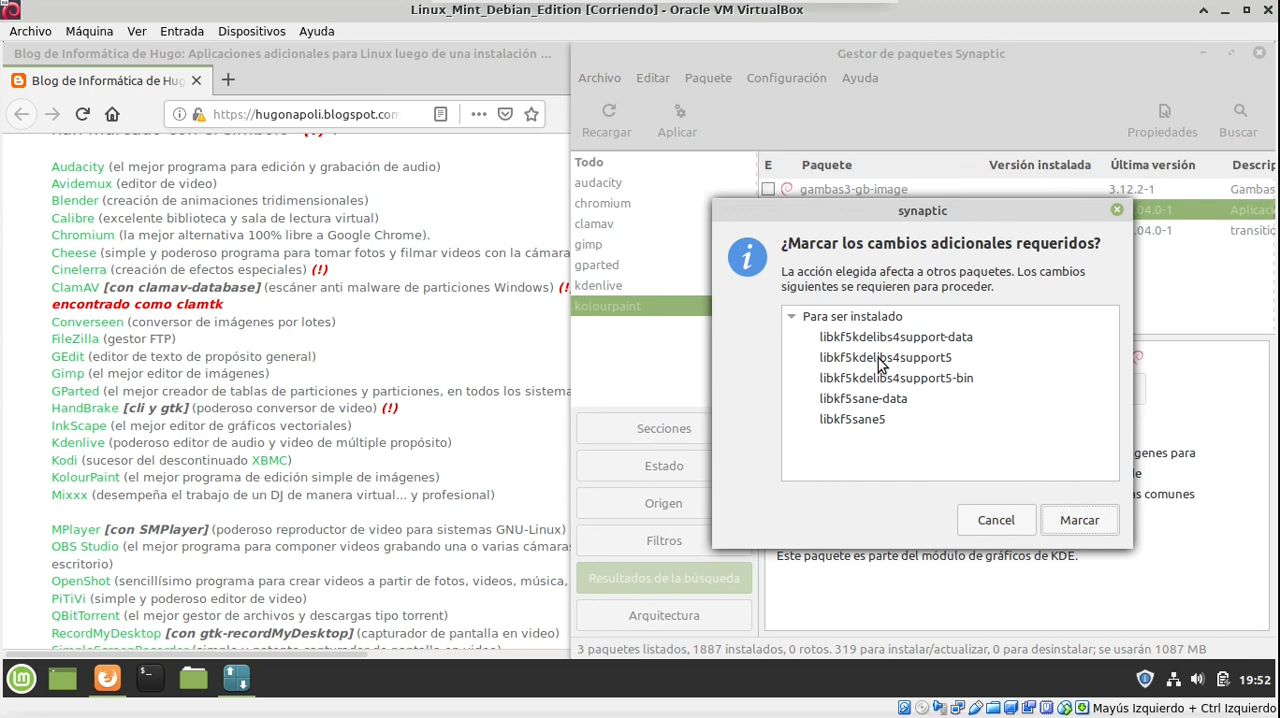 Linux_Mint_Debian_Edition [Corriendo] - Oracle VM VirtualBox
Archivo Máquina Ver Entrada Dispositivos Ayuda
Blog de Informática de Hugo: Aplicaciones adicionales para Linux luego de una instalación ...
Blog de Informática de Hug
https://hugonapoli.blogspot.com
Audacity (el mejor programa para edición y grabación de audio)
Avidemux (editor de video)
Blender (creación de animaciones tridimensionales)
Calibre (excelente biblioteca y sala de lectura virtual)
Chromium (la mejor alternativa 100% libre a Google Chrome).
Cheese (simple y poderoso programa para tomar fotos y filmar videos con la cámara
Cinelerra (creación de efectos especiales) (!)
ClamAV [con clamav-database] (escáner anti malware de particiones Windows) (!
encontrado como clamtk
Converseen (conversor de imágenes por lotes)
FileZilla (gestor FTP)
GEdit (editor de texto de propósito general)
Gimp (el mejor editor de imágenes)
GParted (el mejor creador de tablas de particiones y particiones, en todos los sistemas
HandBrake [cli y gtk] (poderoso conversor de video) (!)
InkScape (el mejor editor de gráficos vectoriales)
Kdenlive (poderoso editor de audio y video de múltiple propósito)
Kodi (sucesor del descontinuado XBMC)
KolourPaint (el mejor programa de edición simple de imágenes)
Mixxx (desempeña el trabajo de un DJ de manera virtual... y profesional)
MPlayer [con SMPlayer] (poderoso reproductor de video para sistemas GNU-Linux)
OBS Studio (el mejor programa para componer videos grabando una o varias cámaras
escritorio)
OpenShot (sencillísimo programa para crear videos a partir de fotos, videos, música,
PiTiVi (simple y poderoso editor de video)
QBitTorrent (el mejor gestor de archivos y descargas tipo torrent)
RecordMyDesktop [con gtk-recordMyDesktop] (capturador de pantalla en video)
Gestor de paquetes Synaptic
Archivo Editar Paquete Configuración Ayuda
Recargar Aplicar Propiedades Buscar
Todo
audacity
chromium
clamav
gimp
gparted
kdenlive
kolourpaint
Secciones
Estado
Origen
Filtros
Resultados de la búsqueda
Arquitectura
E Paquete Versión instalada Última versión Descrip
gambas3-gb-image 3.12.2-1 Gambas
.04.0-1 Aplicació
.04.0-1 transitio
synaptic
¿Marcar los cambios adicionales requeridos?
La acción elegida afecta a otros paquetes. Los cambios
siguientes se requieren para proceder.
Para ser instalado
libkf5kdelibs4support-data
libkf5kdelibs4support5
libkf5kdelibs4support5-bin
libkf5sane-data
libkf5sane5
Cancel Marcar
genes para
de
as comunes
Este paquete es parte del módulo de gráficos de KDE.
3 paquetes listados, 1887 instalados, 0 rotos. 319 para instalar/actualizar, 0 para desinstalar; se usarán 1087 MB
19:52
Mayús Izquierdo + Ctrl Izquierdo